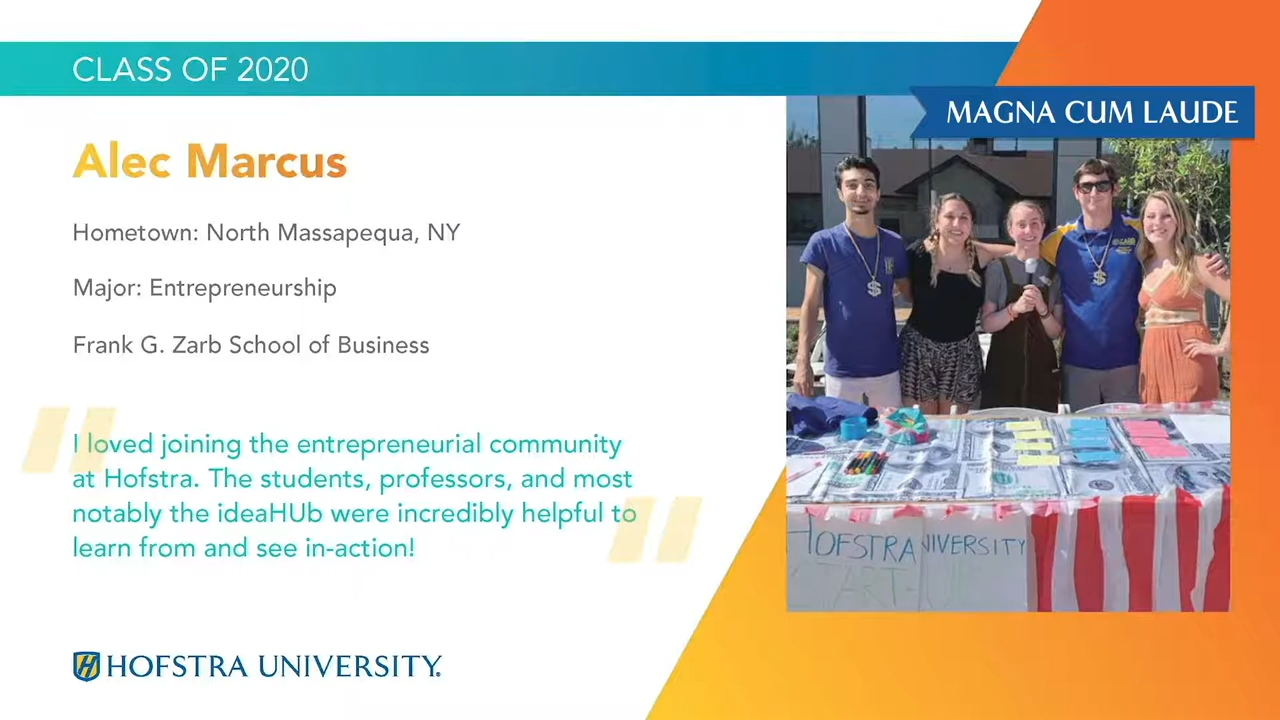 CLASS OF 2020
MAGNA CUM LAUDE
Alec Marcus
Hometown: North Massapequa, NY
Major: Entrepreneurship
Frank G. Zarb School of Business
I loved joining the entrepreneurial community
at Hofstra. The students, professors, and most
notably the ideaHUb were incredibly helpful to
learn from and see in-action!
HOFSTRA UNIVERSITY
START-U
HOFSTRA UNIVERSITY.